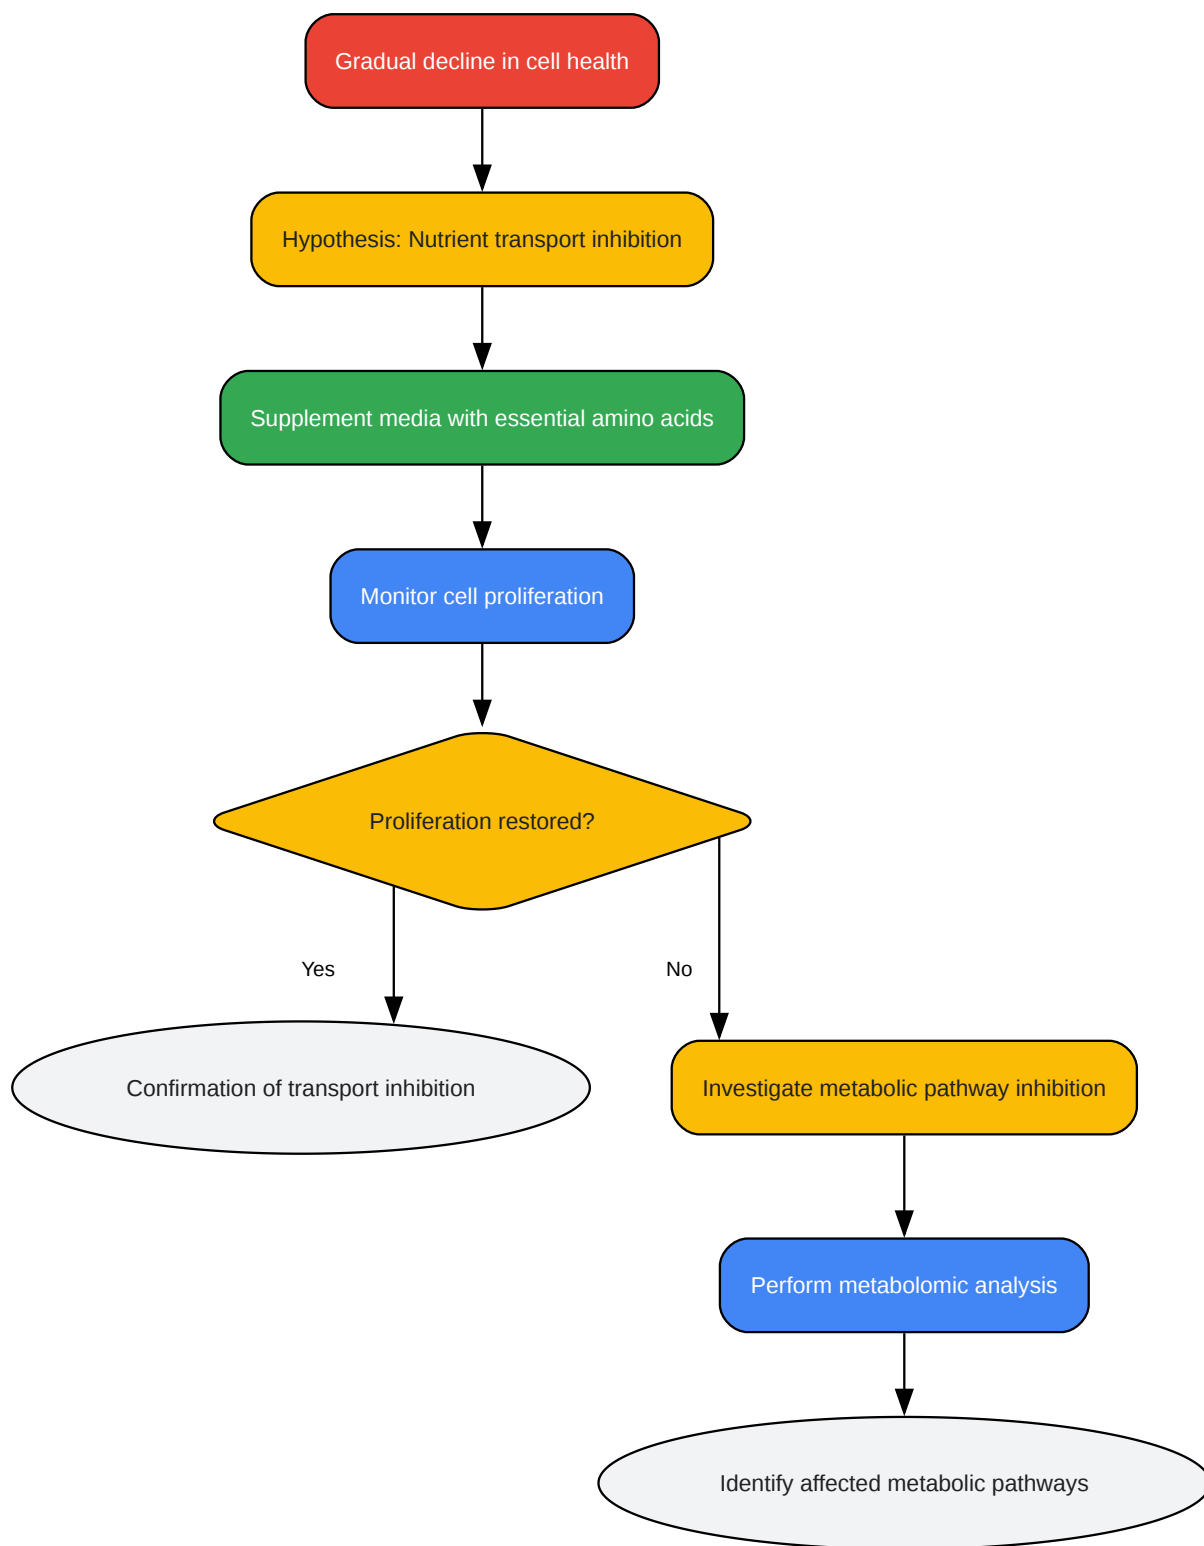 Gradual decline in cell health
Hypothesis: Nutrient transport inhibition
Supplement media with essential amino acids
Monitor cell proliferation
Proliferation restored?
Yes
No
Confirmation of transport inhibition
Investigate metabolic pathway inhibition
Perform metabolomic analysis
Identify affected metabolic pathways